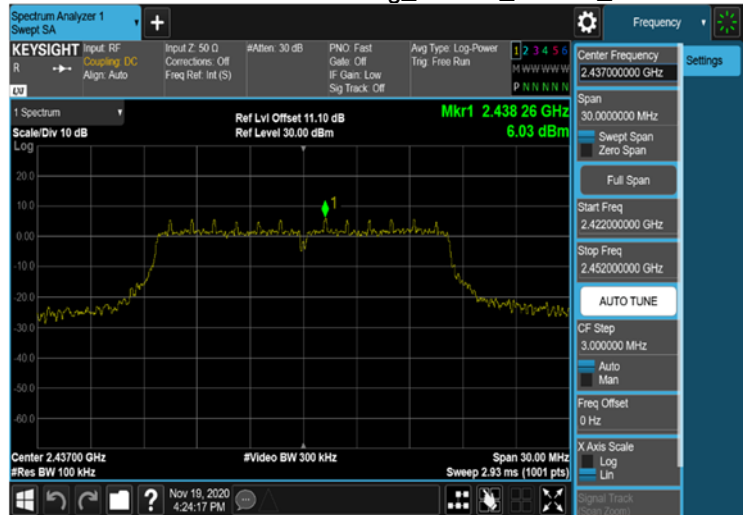 Spectrum Analyzer 1
Swept SA
Frequency
KEYSIGHT
R
LXI
Input: RF
Coupling: DC
Align: Auto
Input Z: 50 Ω
Corrections: Off
Freq Ref: Int (S)
#Atten: 30 dB
PNO: Fast
Gate: Off
IF Gain: Low
Sig Track: Off
Avg Type: Log-Power
Trig: Free Run
1 2 3 4 5 6
M W W W W W
P N N N N N
Center Frequency
2.437000000 GHz
Settings
Span
30.0000000 MHz
Swept Span
Zero Span
Full Span
Start Freq
2.422000000 GHz
Stop Freq
2.452000000 GHz
AUTO TUNE
CF Step
3.000000 MHz
Auto
Man
Freq Offset
0 Hz
X Axis Scale
Log
Lin
Signal Track
(Span Zoom)
1 Spectrum
Scale/Div 10 dB
Log
Ref Lvl Offset 11.10 dB
Ref Level 30.00 dBm
Mkr1 2.438 26 GHz
6.03 dBm
1
20.0
10.0
0.00
-10.0
-20.0
-30.0
-40.0
-50.0
-60.0
Center 2.43700 GHz
#Res BW 100 kHz
#Video BW 300 kHz
Span 30.00 MHz
Sweep 2.93 ms (1001 pts)
?
Nov 19, 2020
4:24:17 PM